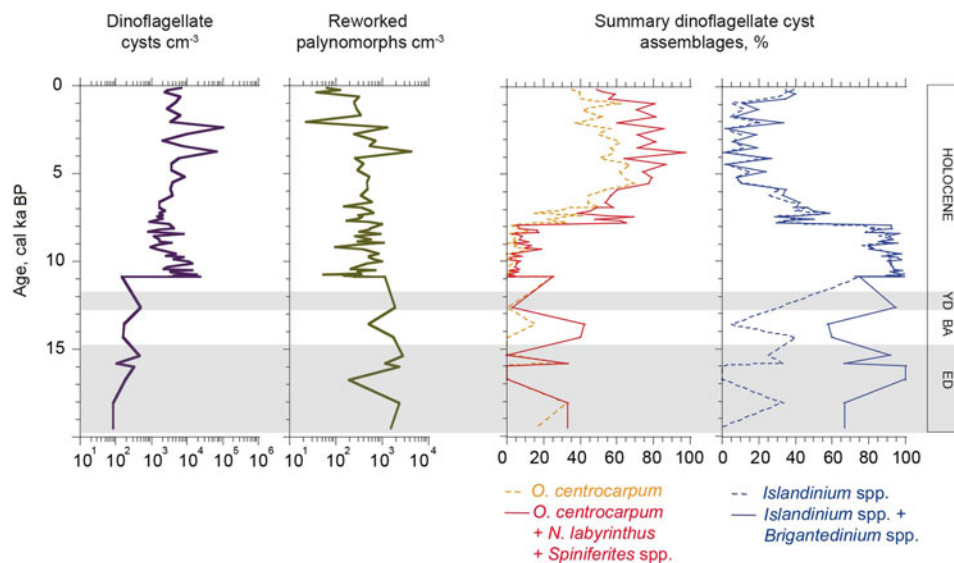 Dinoflagellate
cysts cm⁻³
Reworked
palynomorphs cm⁻³
Summary dinoflagellate cyst
assemblages, %
Age, cal ka BP
0
5
10
15
10¹ 10² 10³ 10⁴ 10⁵ 10⁶
10¹ 10² 10³ 10⁴ 10⁴
0 20 40 60 80 100
0 20 40 60 80 100
HOLOCENE
YD
BA
ED
O. centrocarpum
O. centrocarpum
+ N. labyrinthus
+ Spiniferites spp.
Islandinium spp.
Islandinium spp. +
Brigantedinium spp.